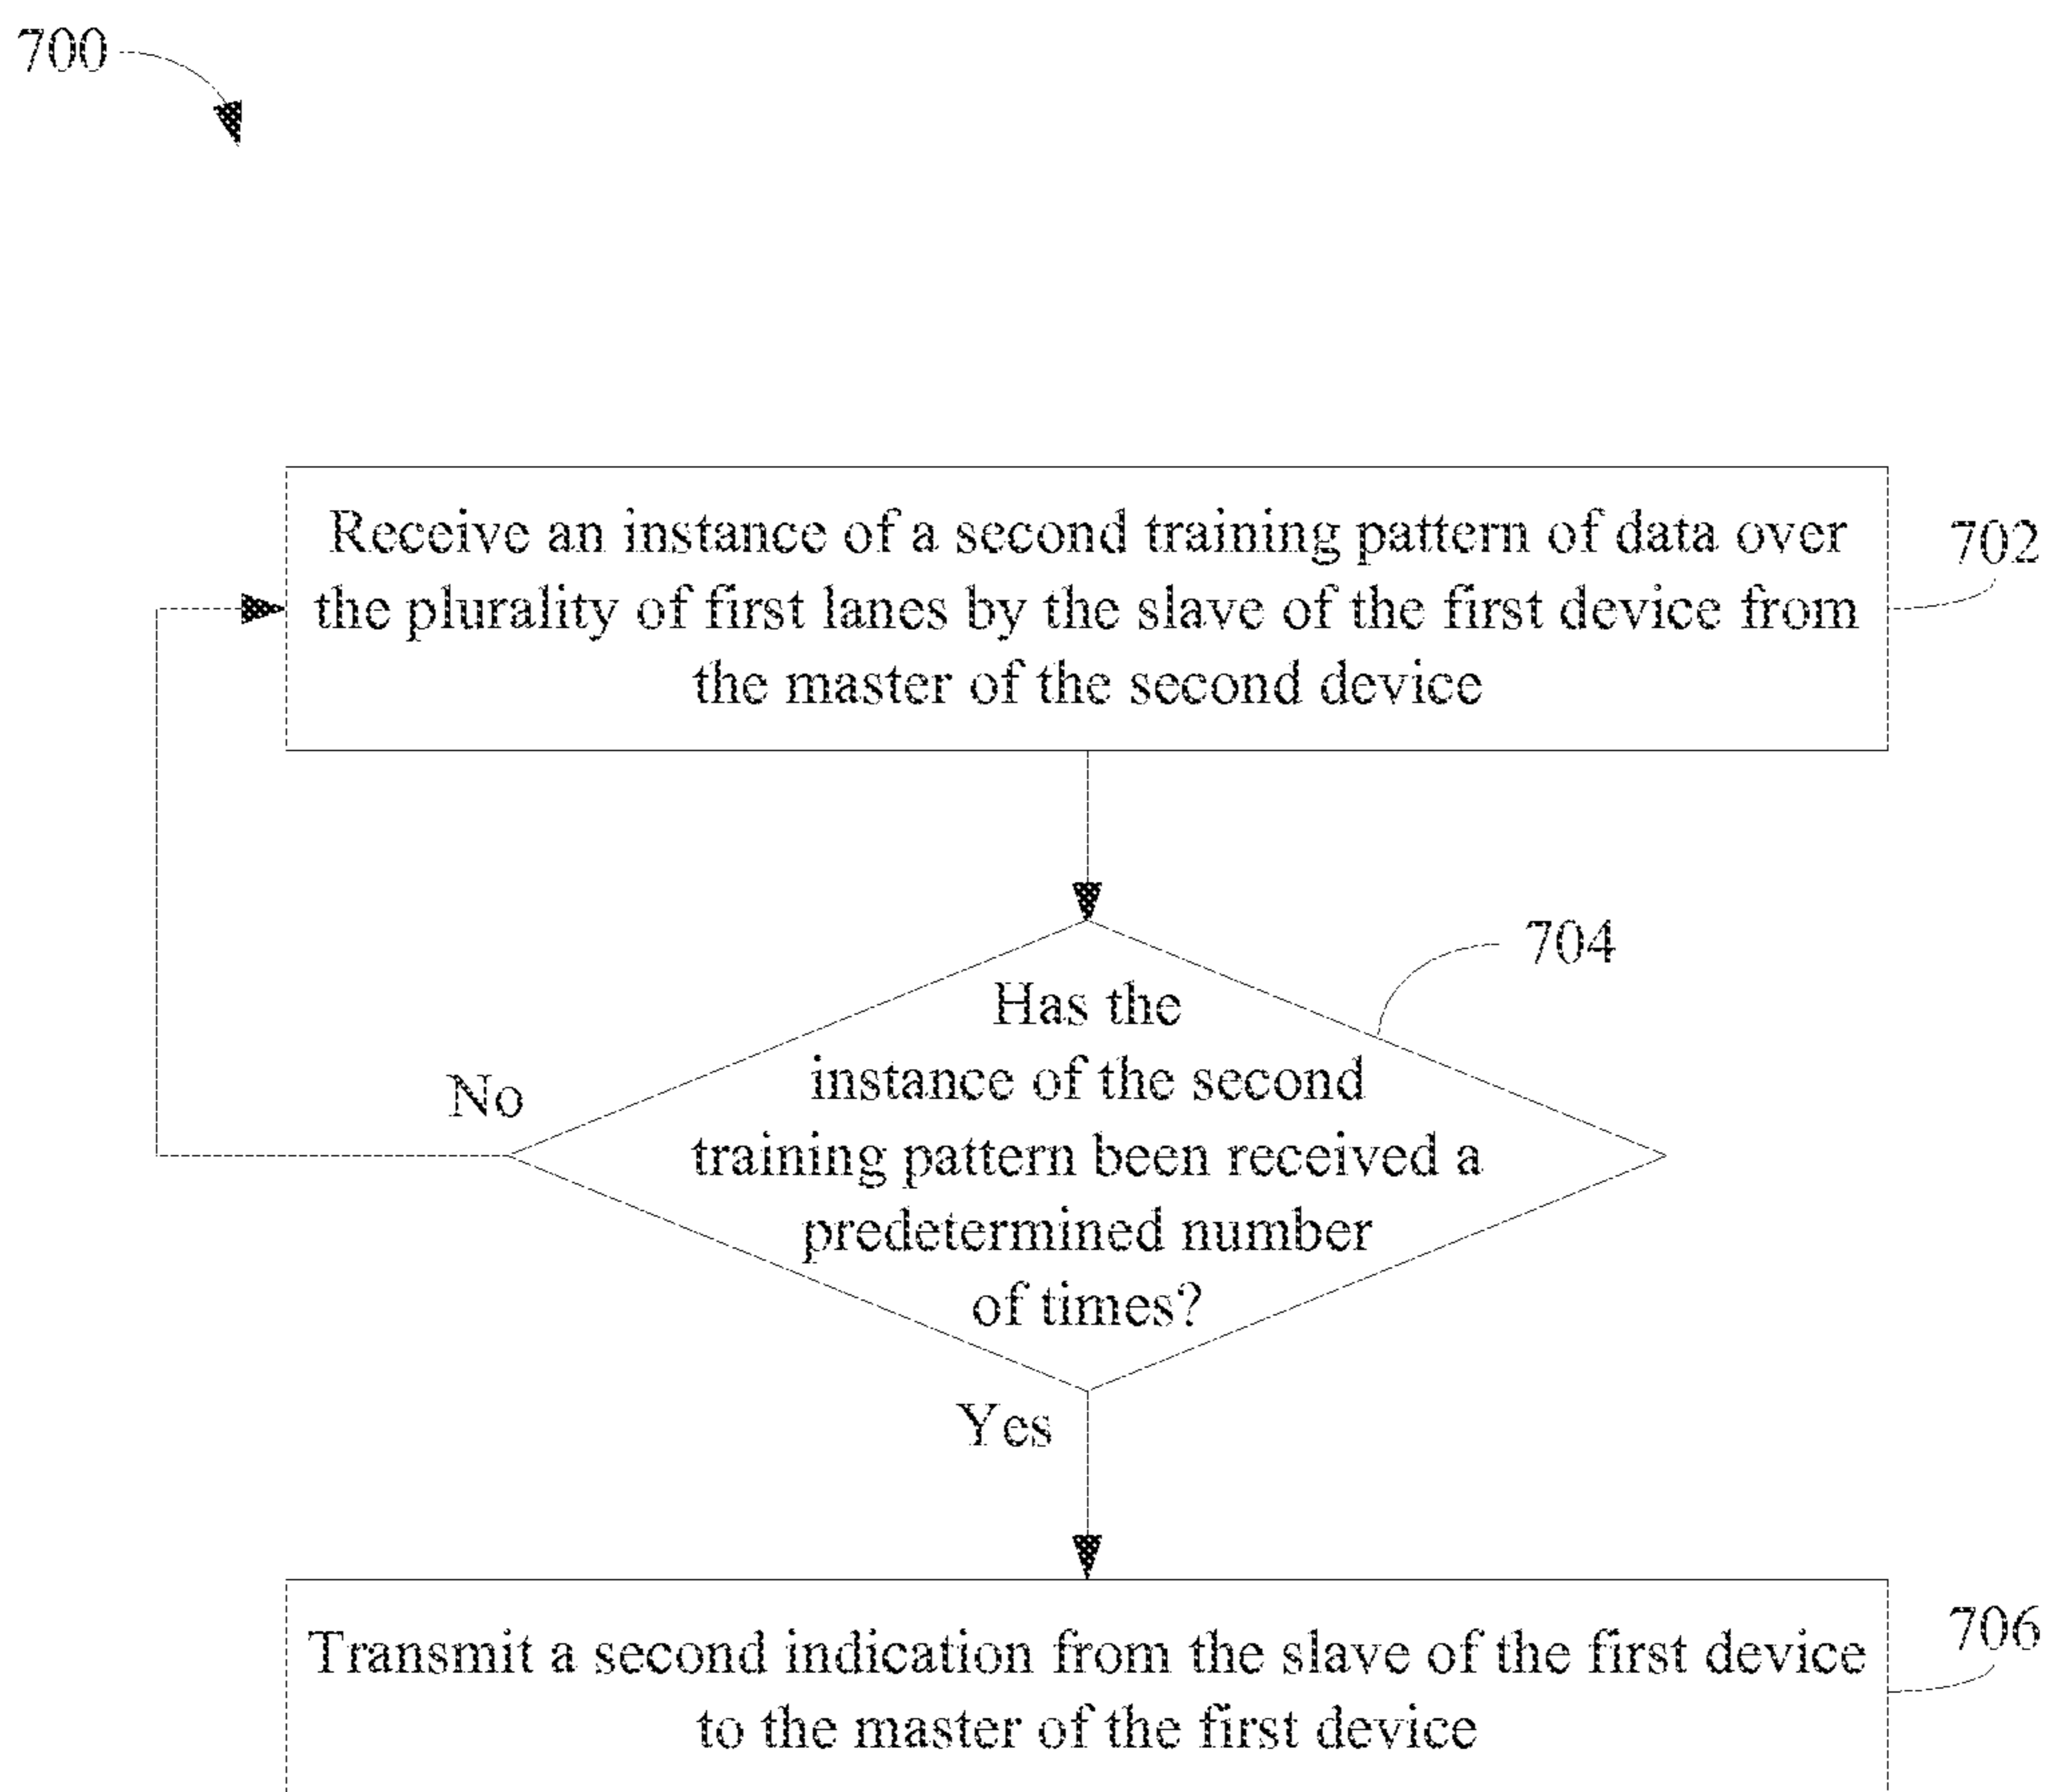 700
Receive an instance of a second training pattern of data over
the plurality of first lanes by the slave of the first device from
the master of the second device
702
704
Has the
instance of the second
training pattern been received a
predetermined number
of times?
No
Yes
Transmit a second indication from the slave of the first device
to the master of the first device
706